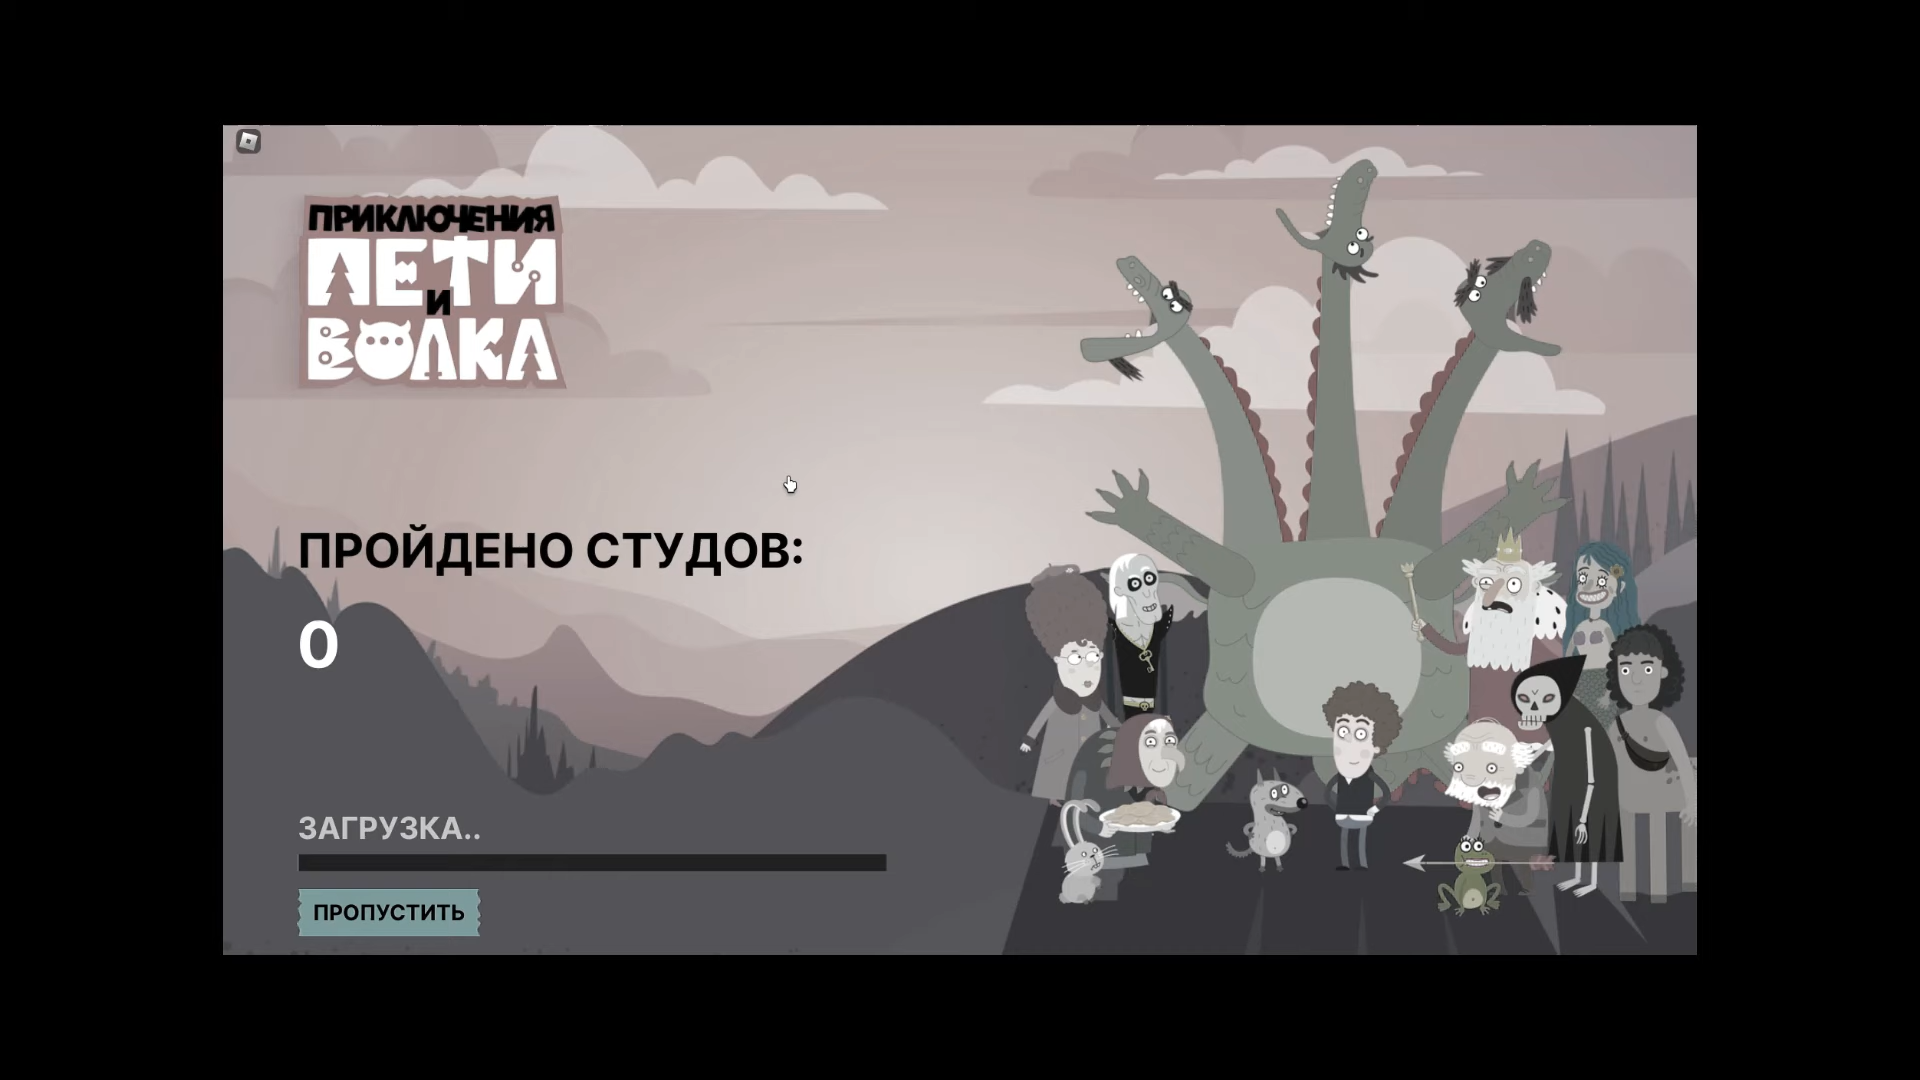 ПРИКЛЮЧЕНИЯ
ПЕТИ
И
ВОЛКА
ПРОЙДЕНО СТУДОВ:
0
ЗАГРУЗКА..
ПРОПУСТИТЬ